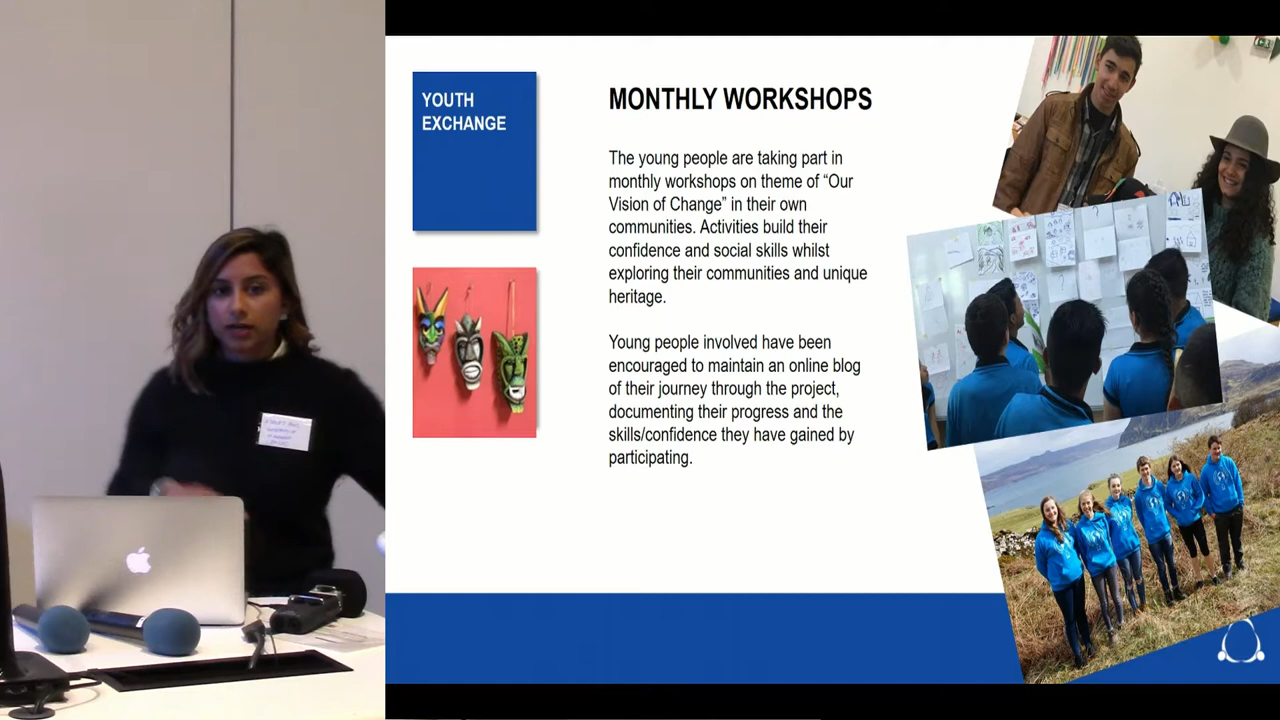 YOUTH
EXCHANGE
MONTHLY WORKSHOPS
The young people are taking part in
monthly workshops on theme of “Our
Vision of Change” in their own
communities. Activities build their
confidence and social skills whilst
exploring their communities and unique
heritage.
Young people involved have been
encouraged to maintain an online blog
of their journey through the project,
documenting their progress and the
skills/confidence they have gained by
participating.